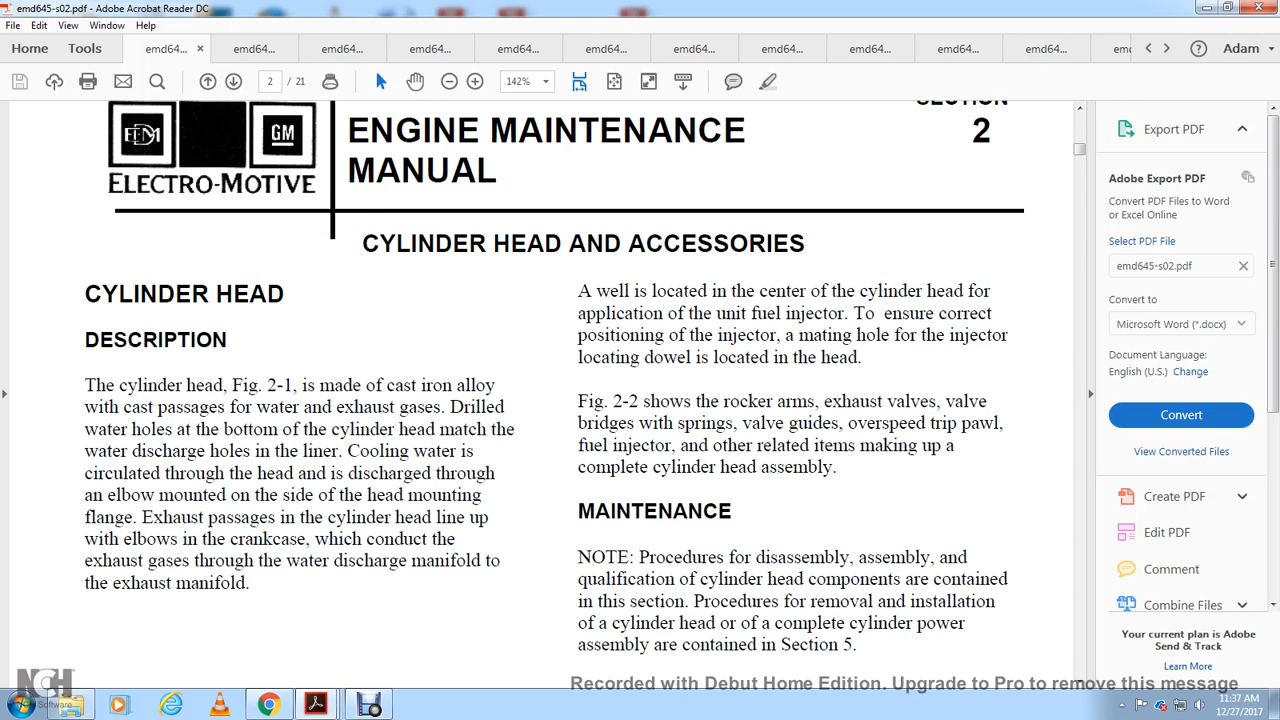 emd645-s02.pdf - Adobe Acrobat Reader DC
File Edit View Window Help
Home Tools emd64... × emd64... emd64... emd64... emd64... emd64... emd64... emd64... emd64... emd64... emd64... Adam
2 / 21 142%
SECTION
ENGINE MAINTENANCE 2
MANUAL
GM
ELECTRO-MOTIVE
CYLINDER HEAD AND ACCESSORIES
CYLINDER HEAD
DESCRIPTION
The cylinder head, Fig. 2-1, is made of cast iron alloy
with cast passages for water and exhaust gases. Drilled
water holes at the bottom of the cylinder head match the
water discharge holes in the liner. Cooling water is
circulated through the head and is discharged through
an elbow mounted on the side of the head mounting
flange. Exhaust passages in the cylinder head line up
with elbows in the crankcase, which conduct the
exhaust gases through the water discharge manifold to
the exhaust manifold.
A well is located in the center of the cylinder head for
application of the unit fuel injector. To ensure correct
positioning of the injector, a mating hole for the injector
locating dowel is located in the head.
Fig. 2-2 shows the rocker arms, exhaust valves, valve
bridges with springs, valve guides, overspeed trip pawl,
fuel injector, and other related items making up a
complete cylinder head assembly.
MAINTENANCE
NOTE: Procedures for disassembly, assembly, and
qualification of cylinder head components are contained
in this section. Procedures for removal and installation
of a cylinder head or of a complete cylinder power
assembly are contained in Section 5.
Export PDF
Adobe Export PDF
Convert PDF Files to Word
or Excel Online
Select PDF File
emd645-s02.pdf
Convert to
Microsoft Word (*.docx)
Document Language:
English (U.S.) Change
Convert
View Converted Files
Create PDF
Edit PDF
Comment
Combine Files
Your current plan is Adobe
Send & Track
Learn More
NCH
Software
Recorded with Debut Home Edition. Upgrade to Pro to remove this message
11:37 AM
12/27/2017